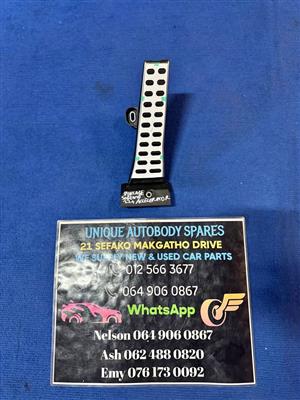 ACCELERATOR
UNIQUE AUTOBODY SPARES
21 SEFAKO MAKGATHO DRIVE
WE SUPPLY NEW & USED CAR PARTS
012 566 3677
064 906 0867
WhatsApp
Nelson 064 906 0867
Ash 062 488 0820
Emy 076 173 0092